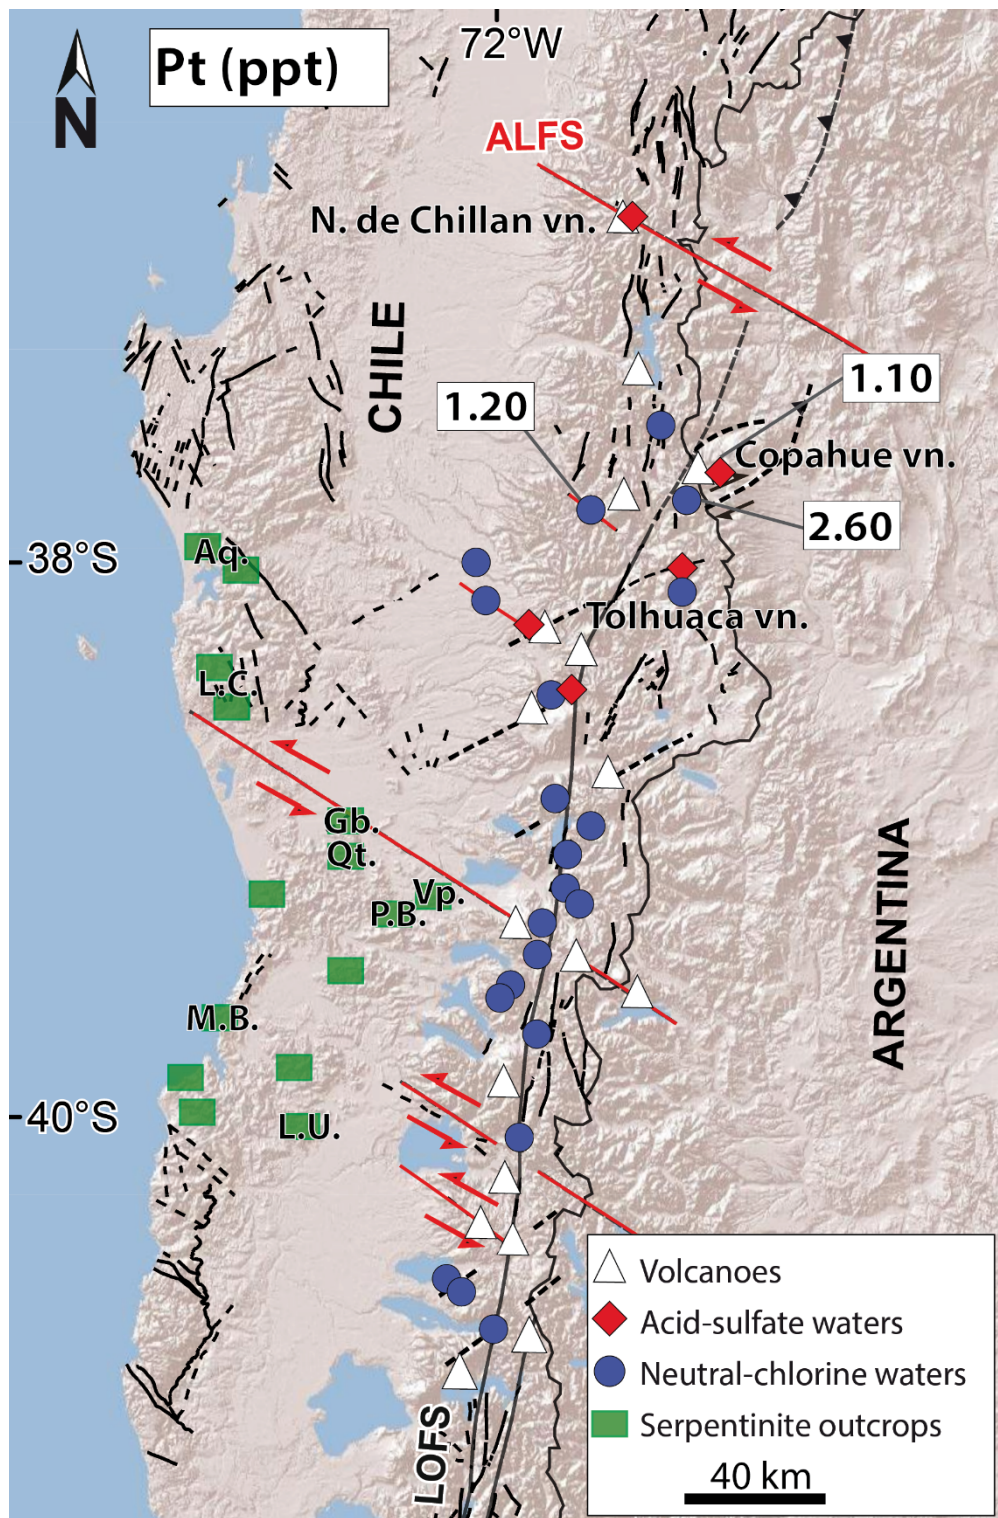 72°W
Pt (ppt)
N
ALFS
N. de Chillan vn.
CHILE
1.10
1.20
Copahue vn.
2.60
38°S
Aq.
Tolhuaca vn.
L.C.
Gb.
Qt.
Vp.
P.B.
ARGENTINA
M.B.
40°S
L.U.
LOFS
Volcanoes
Acid-sulfate waters
Neutral-chlorine waters
Serpentinite outcrops
40 km